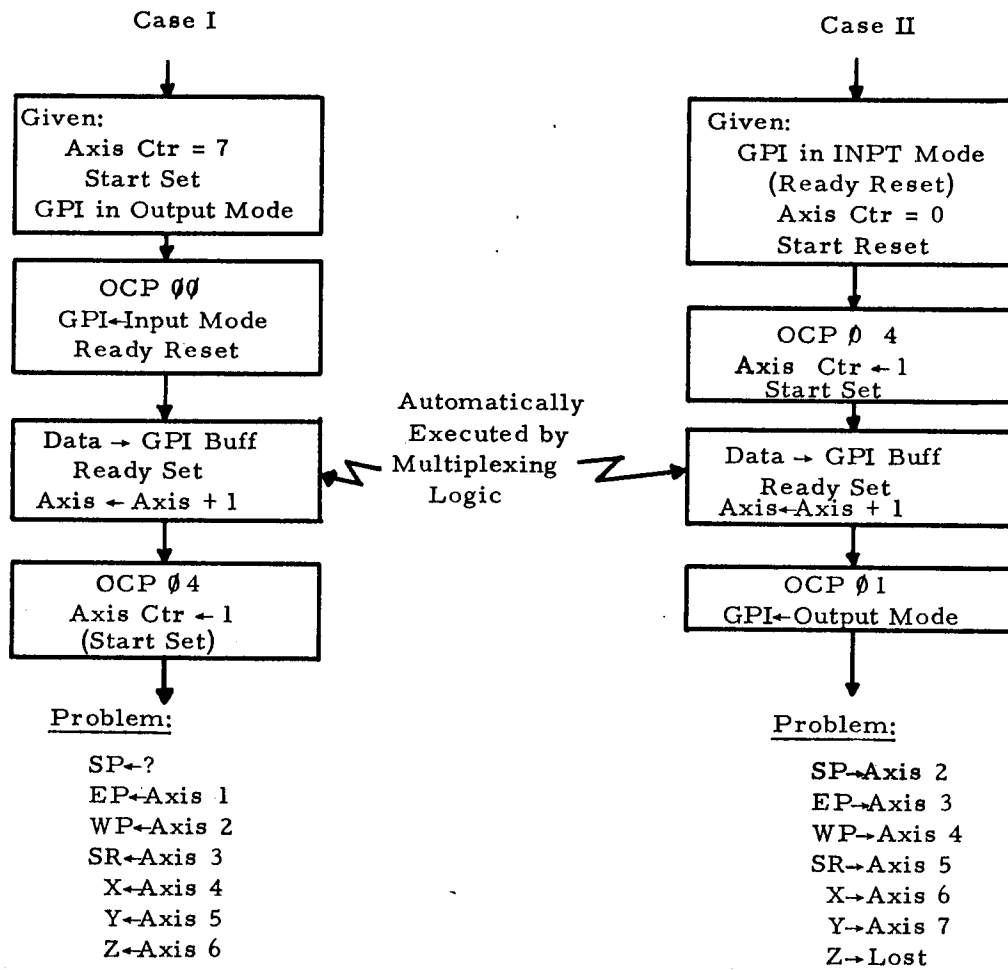 Case I
Given:
Axis Ctr = 7
Start Set
GPI in Output Mode
OCP ØØ
GPI←Input Mode
Ready Reset
Data → GPI Buff
Ready Set
Axis ← Axis + 1
OCP Ø4
Axis Ctr ← 1
(Start Set)
Problem:
SP←?
EP←Axis 1
WP←Axis 2
SR←Axis 3
X←Axis 4
Y←Axis 5
Z←Axis 6
Automatically
Executed by
Multiplexing
Logic
Case II
Given:
GPI in INPT Mode
(Ready Reset)
Axis Ctr = 0
Start Reset
OCP Ø 4
Axis Ctr ← 1
Start Set
Data → GPI Buff
Ready Set
Axis←Axis + 1
OCP Ø1
GPI←Output Mode
Problem:
SP→Axis 2
EP→Axis 3
WP→Axis 4
SR→Axis 5
X→Axis 6
Y→Axis 7
Z→Lost